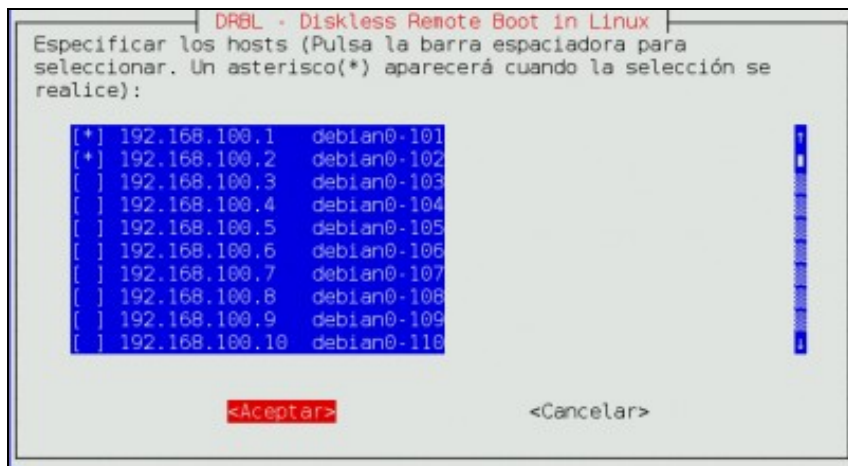 DRBL - Diskless Remote Boot in Linux
Especificar los hosts (Pulsa la barra espaciadora para
seleccionar. Un asterisco(*) aparecerá cuando la selección se
realice):
[*] 192.168.100.1 debian0-101
[*] 192.168.100.2 debian0-102
[ ] 192.168.100.3 debian0-103
[ ] 192.168.100.4 debian0-104
[ ] 192.168.100.5 debian0-105
[ ] 192.168.100.6 debian0-106
[ ] 192.168.100.7 debian0-107
[ ] 192.168.100.8 debian0-108
[ ] 192.168.100.9 debian0-109
[ ] 192.168.100.10 debian0-110
<Aceptar> <Cancelar>